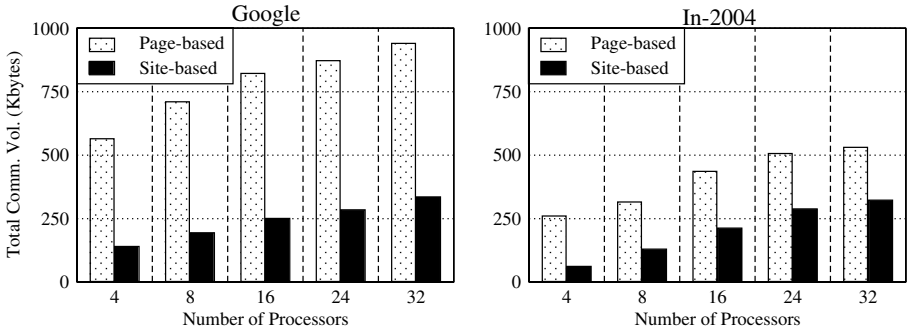 Google
Total Comm. Vol. (Kbytes)
1000
750
500
250
0
Page-based
Site-based
4 8 16 24 32
Number of Processors
In-2004
1000
750
500
250
0
Page-based
Site-based
4 8 16 24 32
Number of Processors